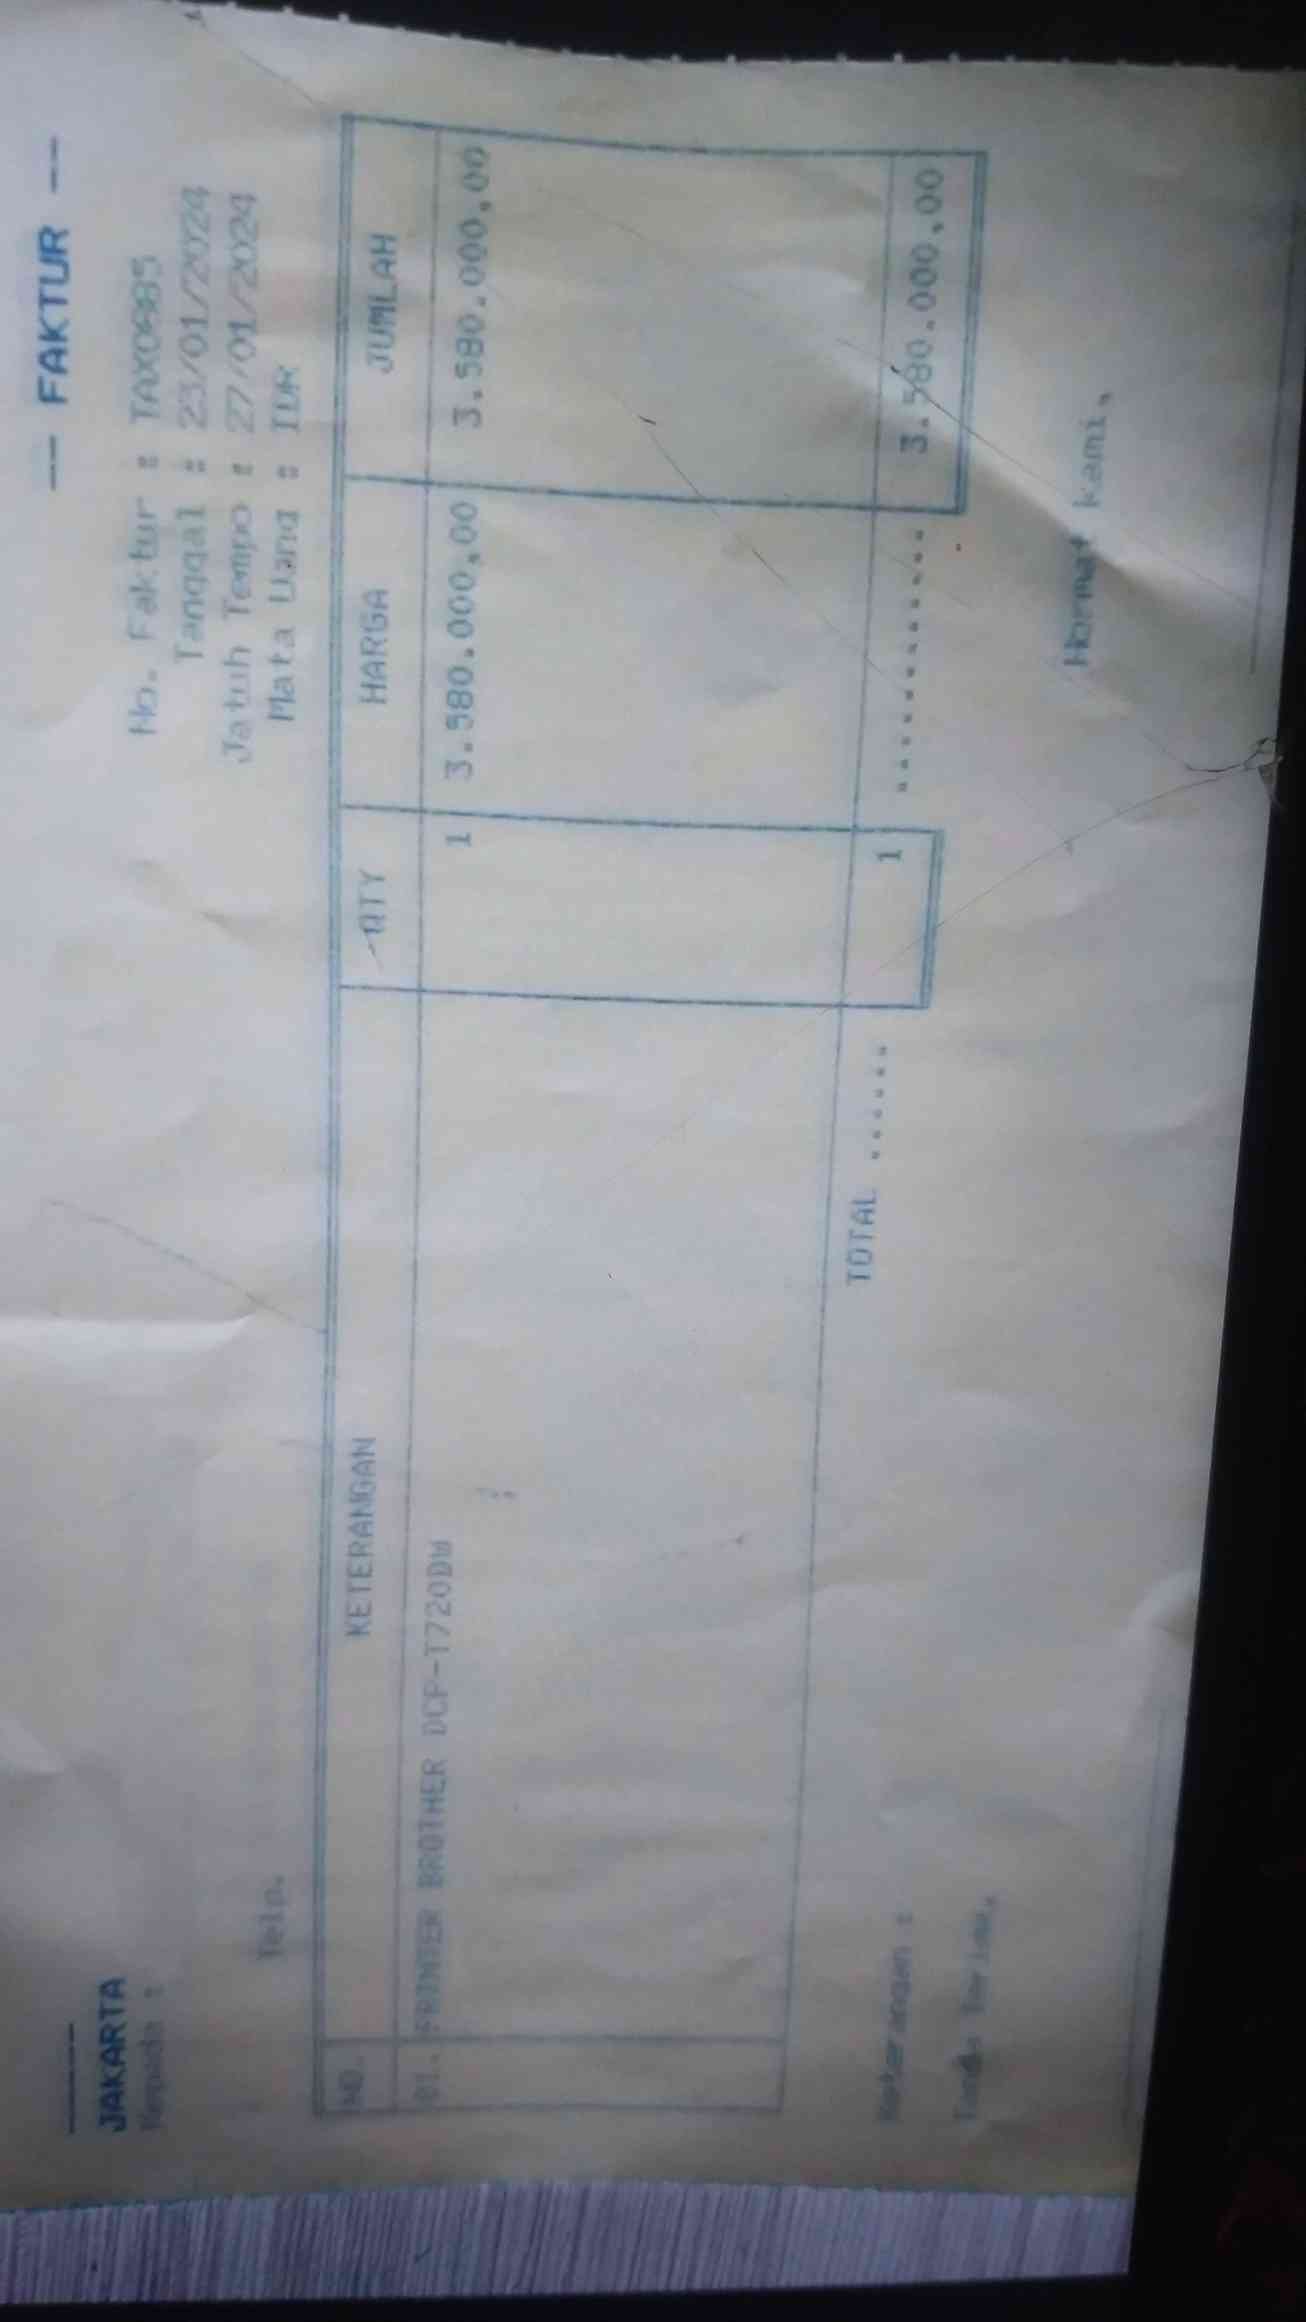 -- FAKTUR --
JAKARTA
Kepada :
No. Faktur :
Tanggal : 23/01/2024
Jatuh Tempo : 27/01/2024
Telp.
Mata Uang : IDR
NO. KETERANGAN QTY HARGA JUMLAH
01. PRINTER BROTHER DCP-T720DW 1 3.580.000,00 3.580.000,00
TOTAL ...... 1 ............. 3.580.000,00
Keterangan :
Tanda Terima,
Hormat kami,